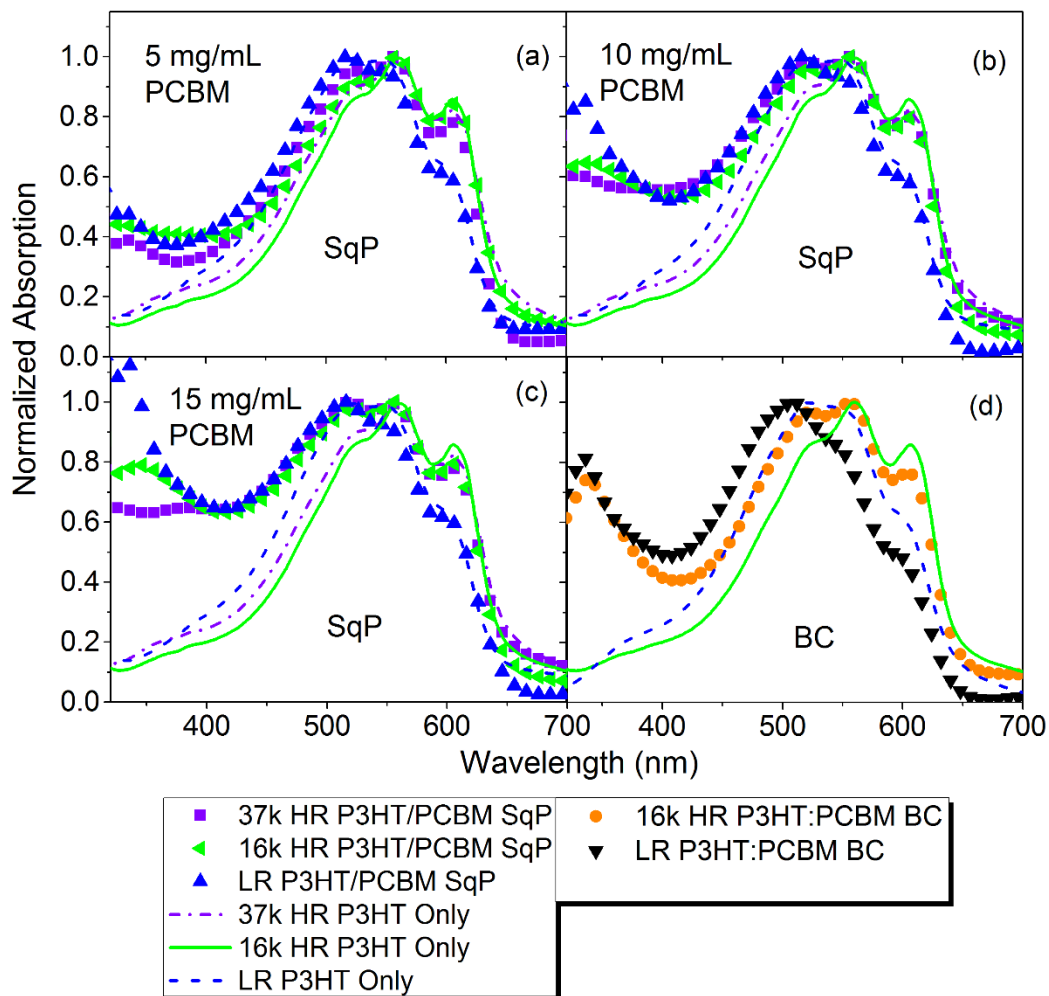 Normalized Absorption
1.0
0.8
0.6
0.4
0.2
0.0
5 mg/mL
PCBM
(a)
SqP
10 mg/mL
PCBM
(b)
SqP
1.0
0.8
0.6
0.4
0.2
0.0
15 mg/mL
PCBM
(c)
SqP
(d)
BC
400 500 600 700 400 500 600 700
Wavelength (nm)
37k HR P3HT/PCBM SqP
16k HR P3HT/PCBM SqP
LR P3HT/PCBM SqP
37k HR P3HT Only
16k HR P3HT Only
LR P3HT Only
16k HR P3HT:PCBM BC
LR P3HT:PCBM BC